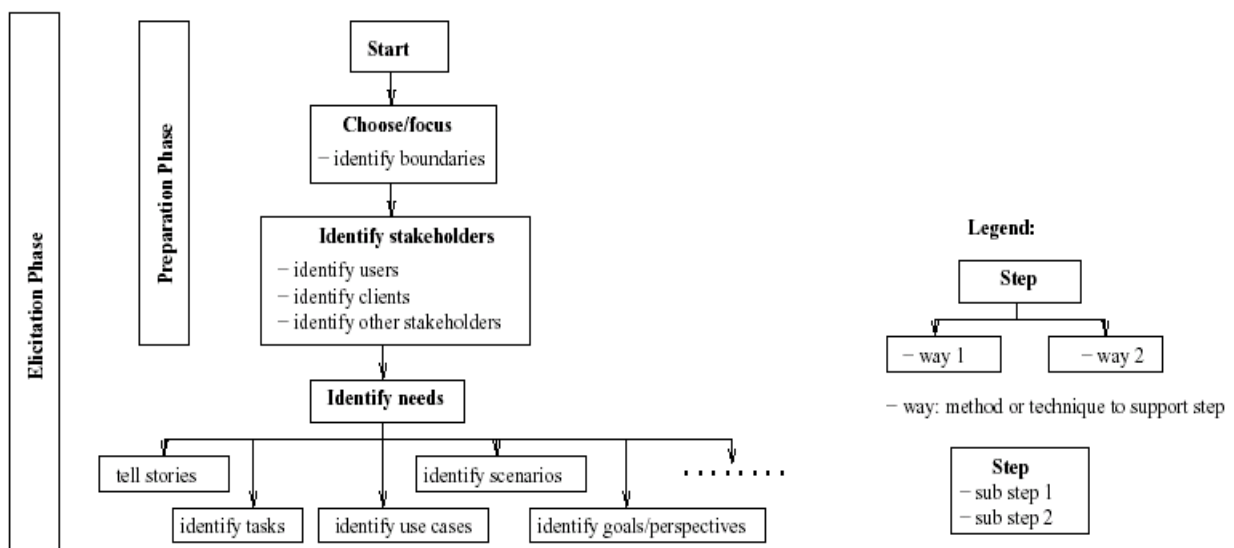 Elicitation Phase
Preparation Phase
Start
Choose/focus
− identify boundaries
Identify stakeholders
− identify users
− identify clients
− identify other stakeholders
Identify needs
tell stories
identify scenarios
identify tasks
identify use cases
identify goals/perspectives
Legend:
Step
− way 1
− way 2
− way: method or technique to support step
Step
− sub step 1
− sub step 2